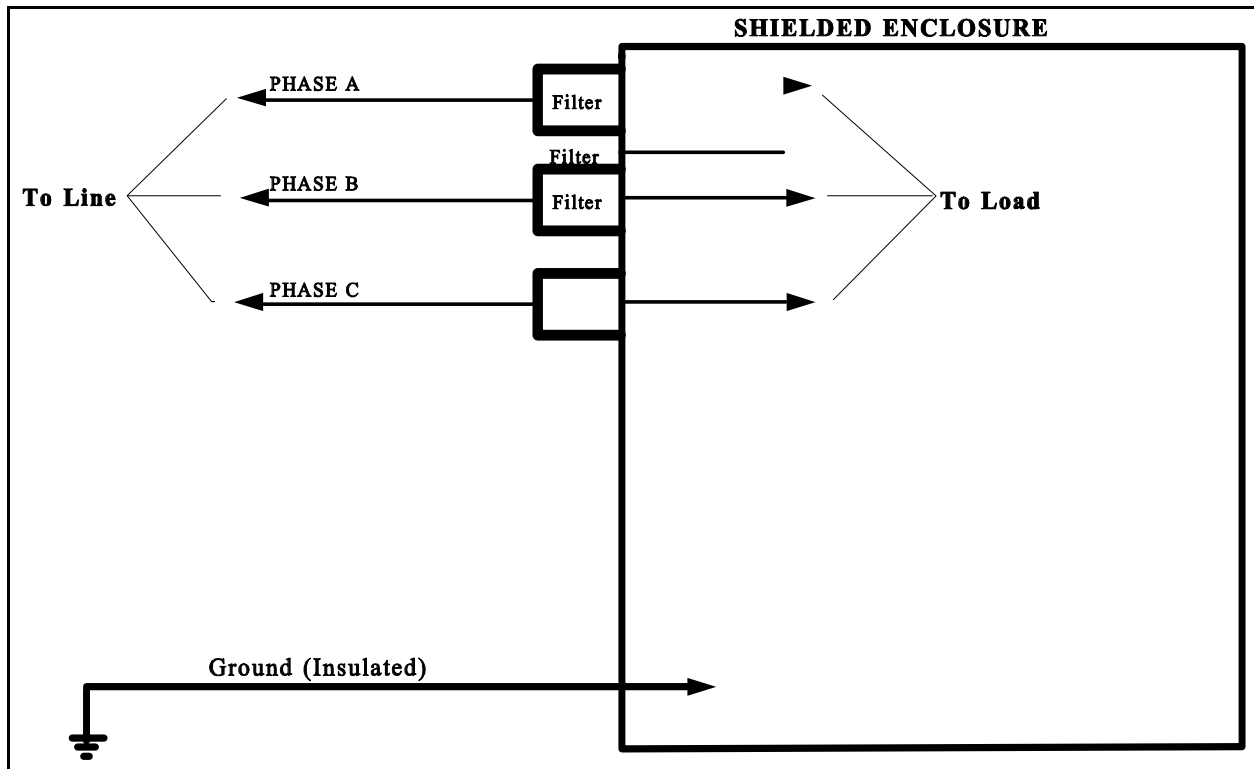 SHIELDED ENCLOSURE
PHASE A
Filter
Filter
To Line
PHASE B
Filter
To Load
PHASE C
Ground (Insulated)